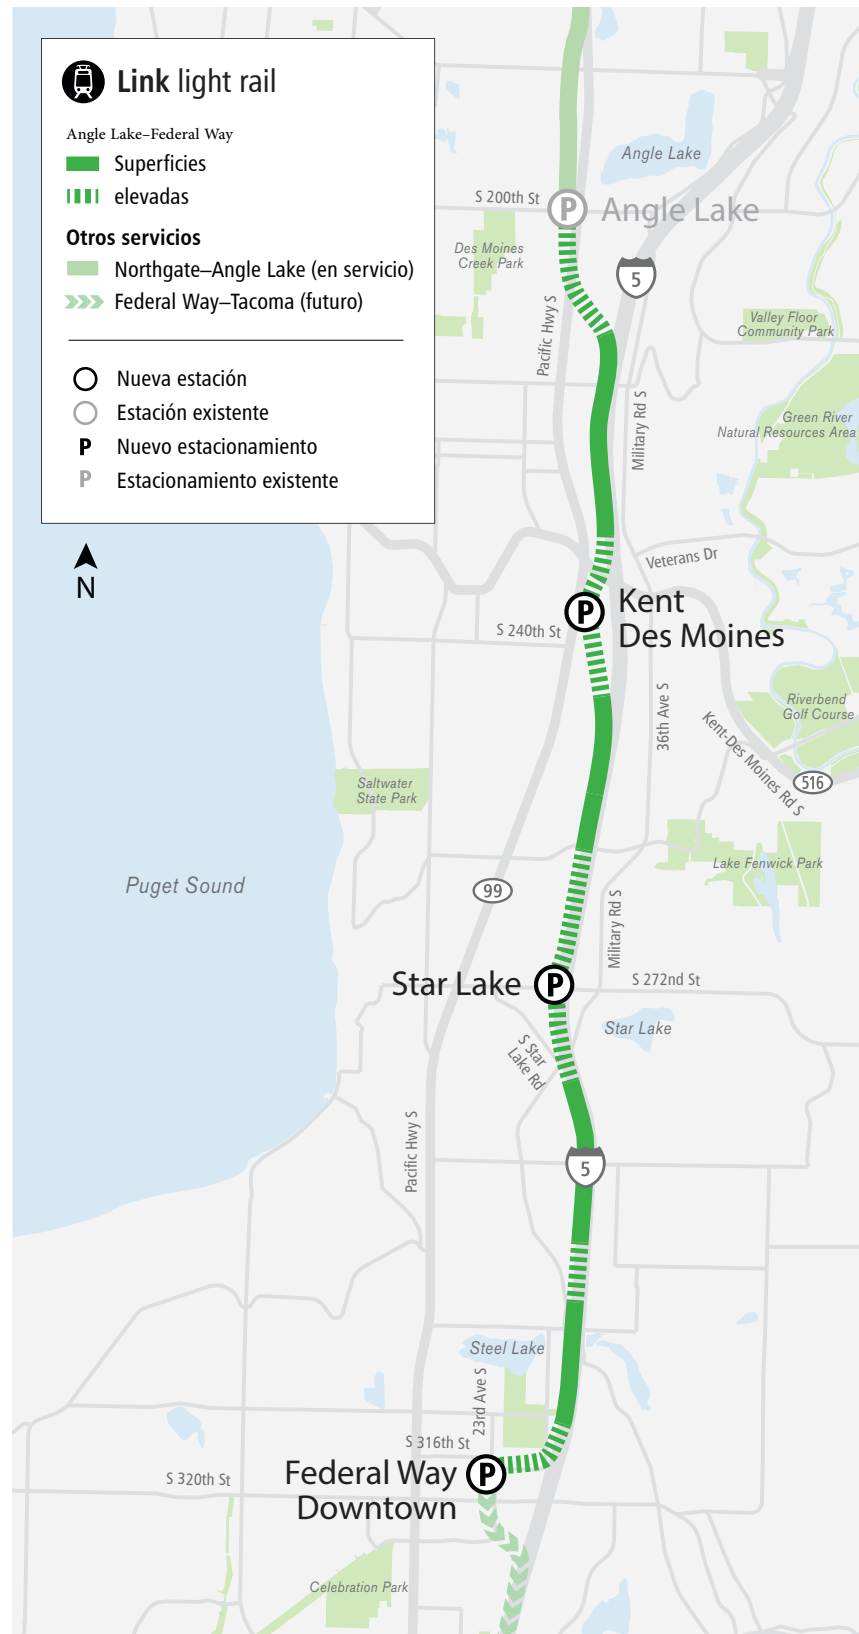 Link light rail
Angle Lake–Federal Way
Superficies
elevadas
Otros servicios
Northgate–Angle Lake (en servicio)
Federal Way–Tacoma (futuro)
Nueva estación
Estación existente
P Nuevo estacionamiento
P Estacionamiento existente
N
Angle Lake
S 200th St
P
Angle Lake
Des Moines
Creek Park
5
Pacific Hwy S
Valley Floor
Community Park
Military Rd S
Green River
Natural Resources Area
Veterans Dr
P
Kent
Des Moines
S 240th St
36th Ave S
Riverbend
Golf Course
Kent-Des Moines Rd S
516
Saltwater
State Park
Lake Fenwick Park
Puget Sound
99
Military Rd S
Star Lake
P
S 272nd St
Star Lake
S Star
Lake Rd
Pacific Hwy S
5
Steel Lake
23rd Ave S
S 316th St
Federal Way
Downtown
P
S 320th St
Celebration Park